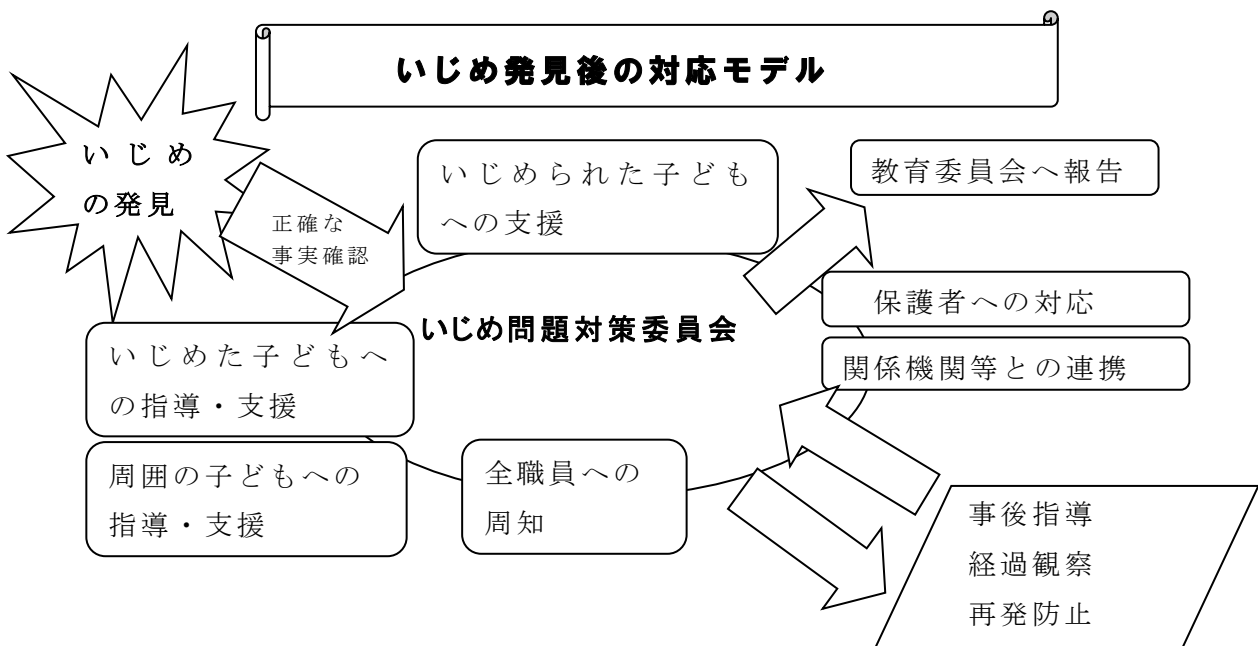 いじめ発見後の対応モデル
いじめ
の発見
正確な
事実確認
いじめられた子ども
への支援
教育委員会へ報告
いじめ問題対策委員会
保護者への対応
関係機関等との連携
いじめた子どもへ
の指導・支援
周囲の子どもへの
指導・支援
全職員への
周知
事後指導
経過観察
再発防止